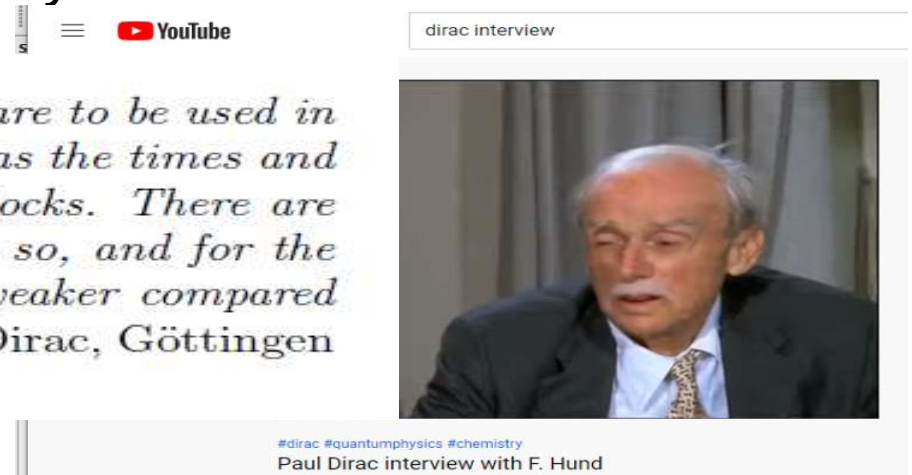 YouTube
dirac interview
are to be used in
as the times and
ocks. There are
so, and for the
weaker compared
Dirac, Göttingen
#dirac #quantumphysics #chemistry
Paul Dirac interview with F. Hund